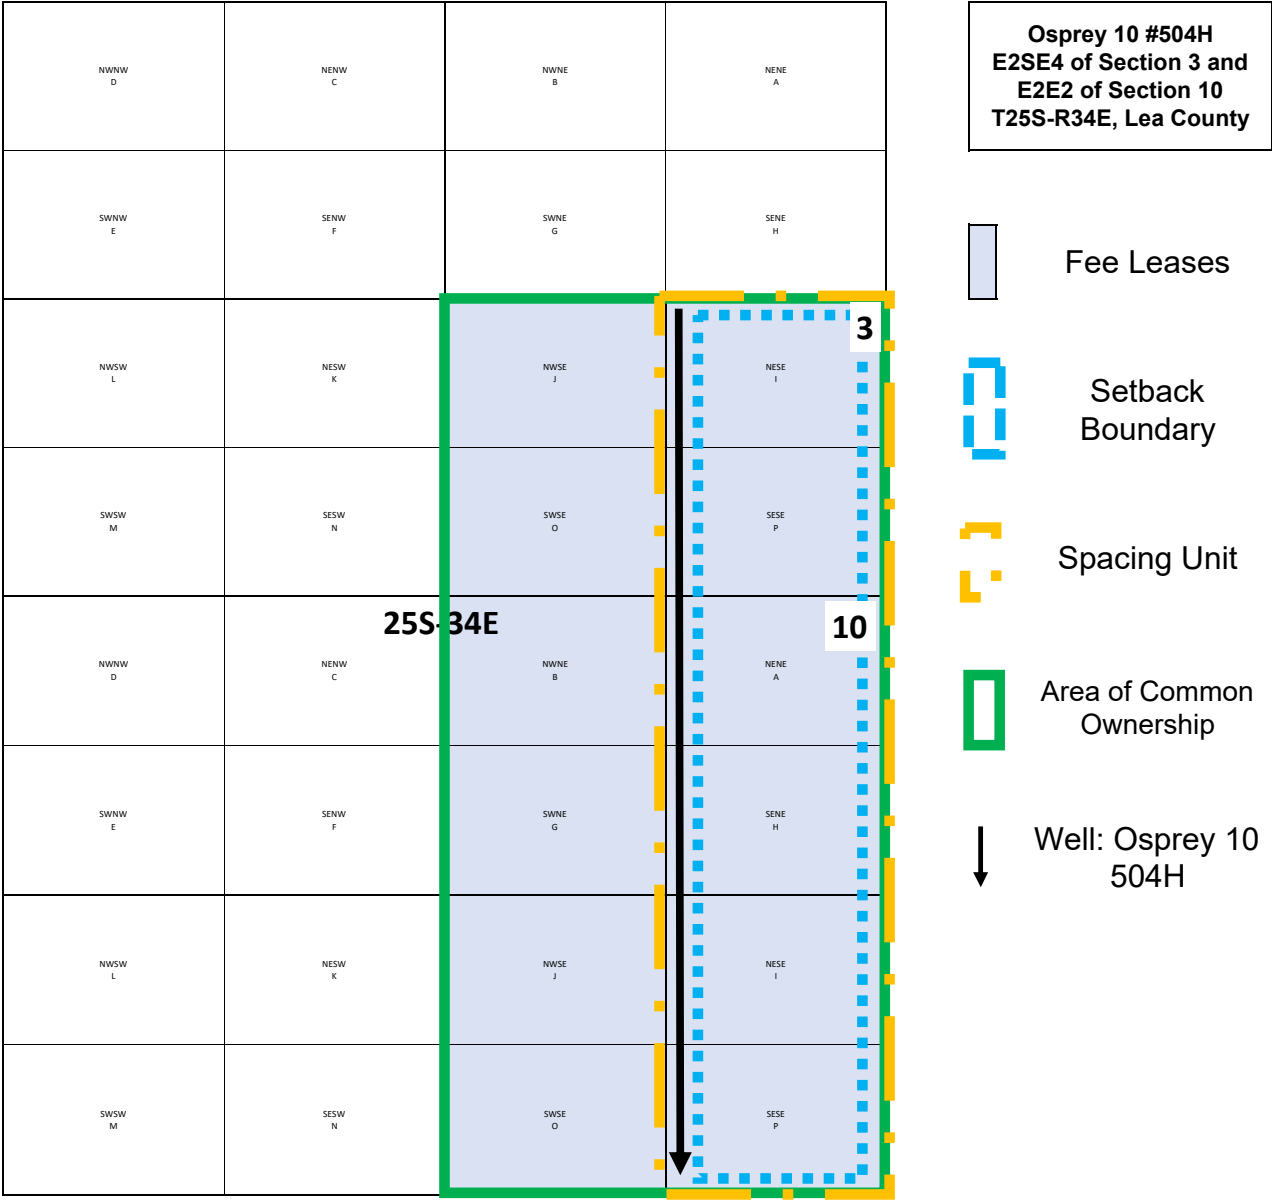 Osprey 10 #504H
E2SE4 of Section 3 and
E2E2 of Section 10
T25S-R34E, Lea County
NWNW
D
NENW
C
NWNE
B
NENE
A
SWNW
E
SENW
F
SWNE
G
SENE
H
Fee Leases
3
NWSW
L
NESW
K
NWSE
J
NESE
I
Setback
Boundary
SWSW
M
SESW
N
SWSE
O
SESE
P
Spacing Unit
25S-34E
10
NWNW
D
NENW
C
NWNE
B
NENE
A
Area of Common
Ownership
SWNW
E
SENW
F
SWNE
G
SENE
H
Well: Osprey 10
504H
NWSW
L
NESW
K
NWSE
J
NESE
I
SWSW
M
SESW
N
SWSE
O
SESE
P